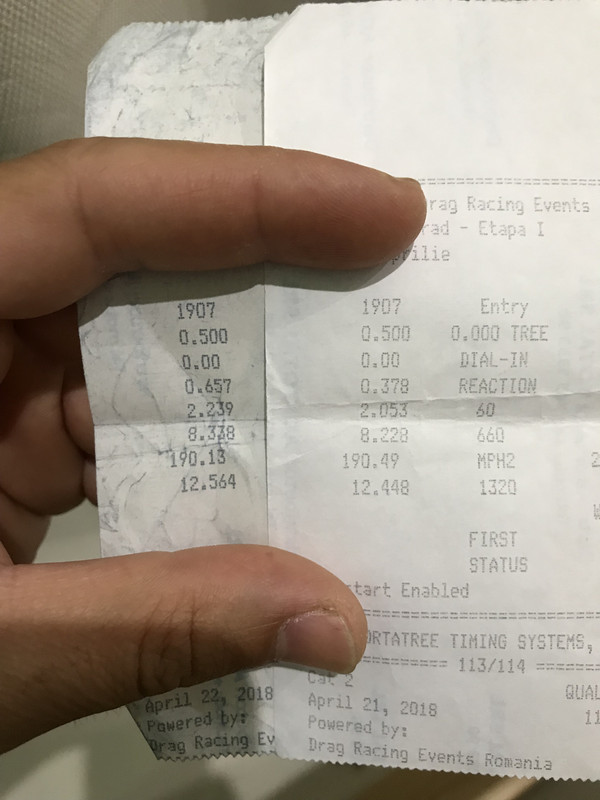 rag Racing Events
rad - Etapa I
prilie
1907 1907 Entry
0.500 0.500 0.000 TREE
0.00 0.00 DIAL-IN
0.657 0.378 REACTION
2.239 2.053 60
8.338 8.228 660
190.13 190.49 MPH2 2
12.564 12.448 1320
FIRST
STATUS
tart Enabled
ORTATREE TIMING SYSTEMS,
========= 113/114 =======
Cat 2 QUAL
April 22, 2018 April 21, 2018 11
Powered by: Powered by:
Drag Racing Ev Drag Racing Events Romania